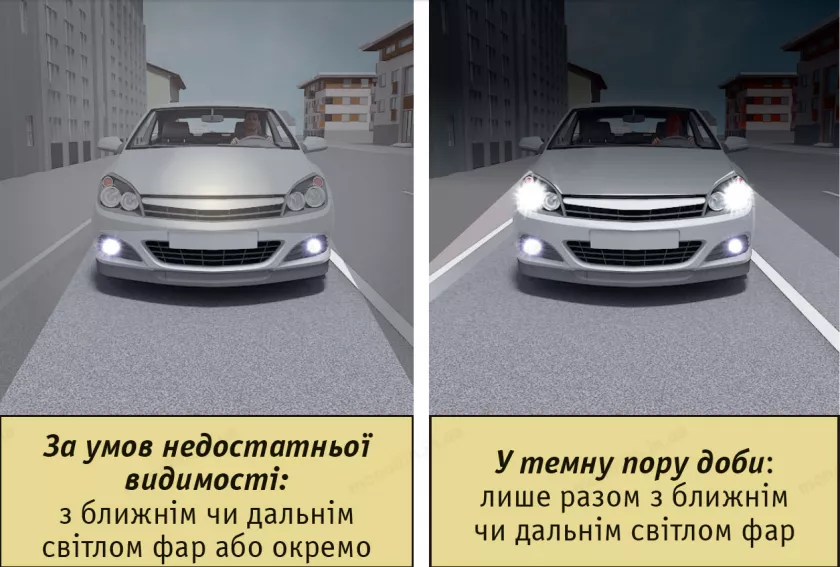 За умов недостатньої
видимості:
з ближнім чи дальнім
світлом фар або окремо
У темну пору доби:
лише разом з ближнім
чи дальнім світлом фар